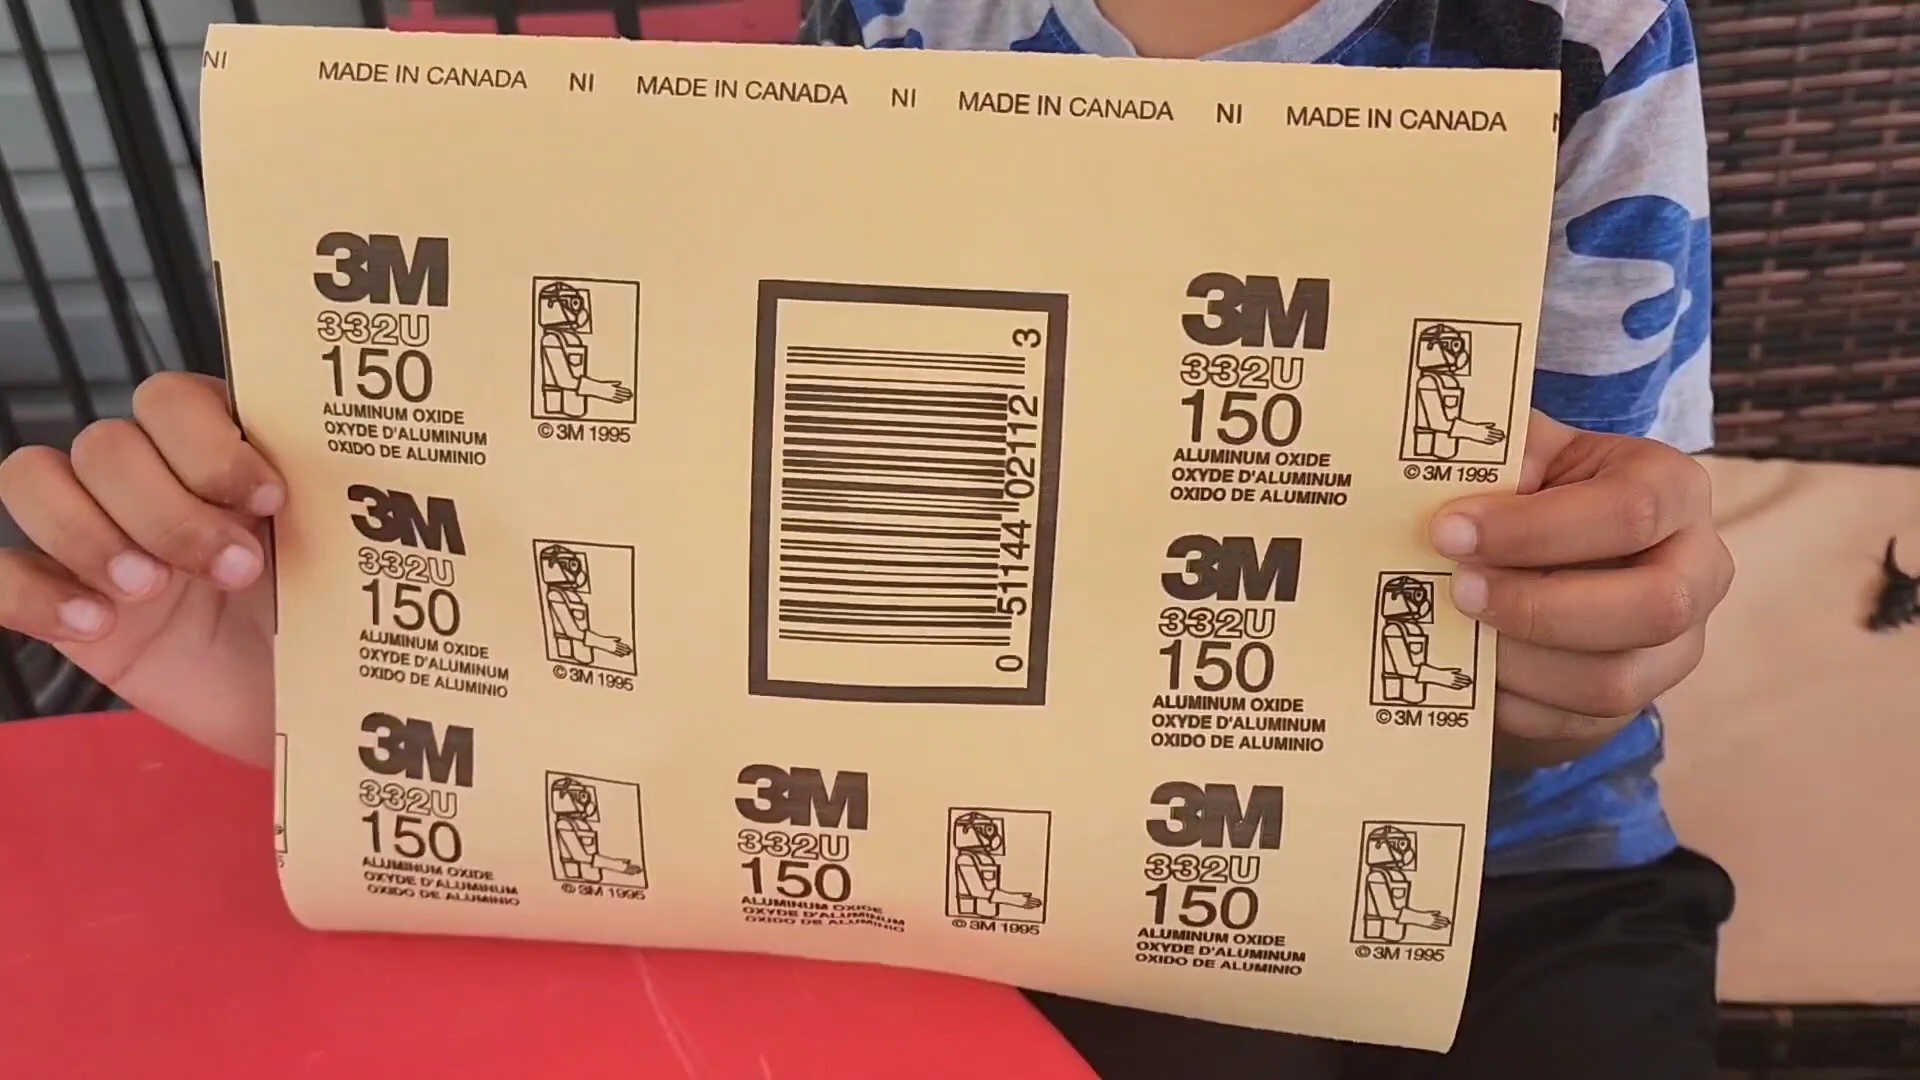 NI MADE IN CANADA NI MADE IN CANADA NI MADE IN CANADA NI MADE IN CANADA
3M
332U
150
ALUMINUM OXIDE
OXYDE D'ALUMINUM
OXIDO DE ALUMINIO
© 3M 1995
3M
332U
150
ALUMINUM OXIDE
OXYDE D'ALUMINUM
OXIDO DE ALUMINIO
© 3M 1995
3M
332U
150
ALUMINUM OXIDE
OXYDE D'ALUMINUM
OXIDO DE ALUMINIO
© 3M 1995
0 51144 02112 3
3M
332U
150
ALUMINUM OXIDE
OXYDE D'ALUMINUM
OXIDO DE ALUMINIO
© 3M 1995
3M
332U
150
ALUMINUM OXIDE
OXYDE D'ALUMINUM
OXIDO DE ALUMINIO
© 3M 1995
3M
332U
150
ALUMINUM OXIDE
OXYDE D'ALUMINUM
OXIDO DE ALUMINIO
© 3M 1995
3M
332U
150
ALUMINUM OXIDE
OXYDE D'ALUMINUM
OXIDO DE ALUMINIO
© 3M 1995